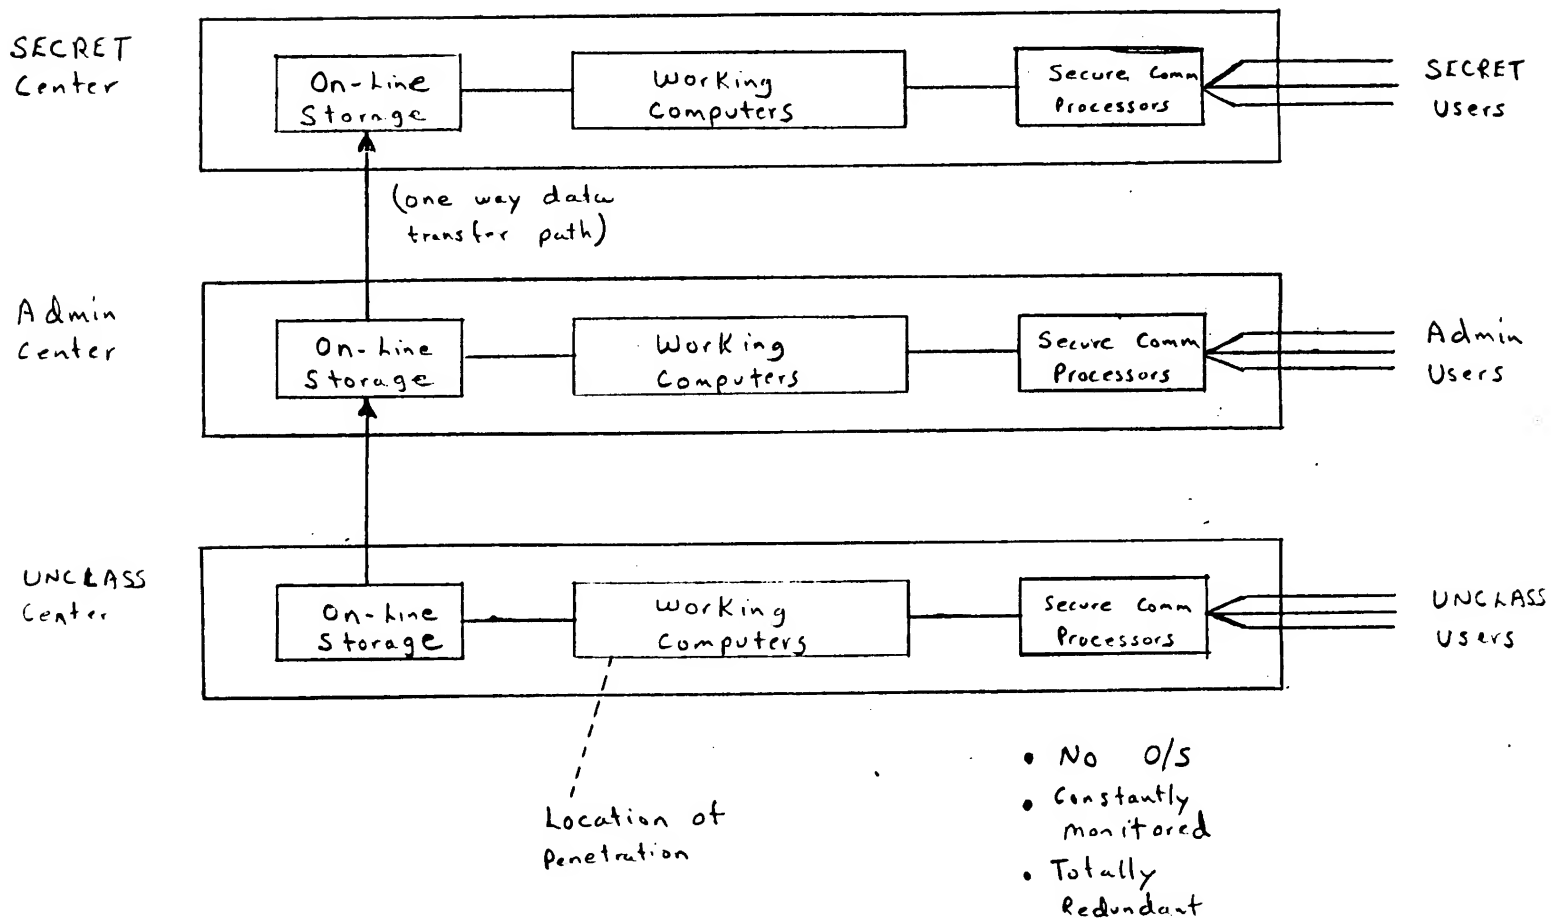 SECRET
Center
On-Line
Storage
Working
Computers
Secure Comm
Processors
SECRET
Users
(one way data
transfer path)
Admin
Center
On-Line
Storage
Working
Computers
Secure Comm
Processors
Admin
Users
UNCLASS
Center
On-Line
Storage
Working
Computers
Secure Comm
Processors
UNCLASS
Users
Location of
Penetration
• No O/S
• Constantly
monitored
• Totally
Redundant